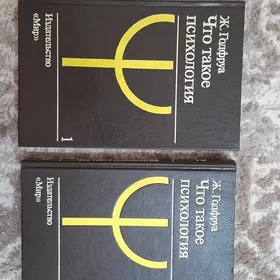 Ж. Годфруа
Что такое
психология
Издательство
«Мир»
1
Ж. Годфруа
Что такое
психология
Издательство
«Мир»